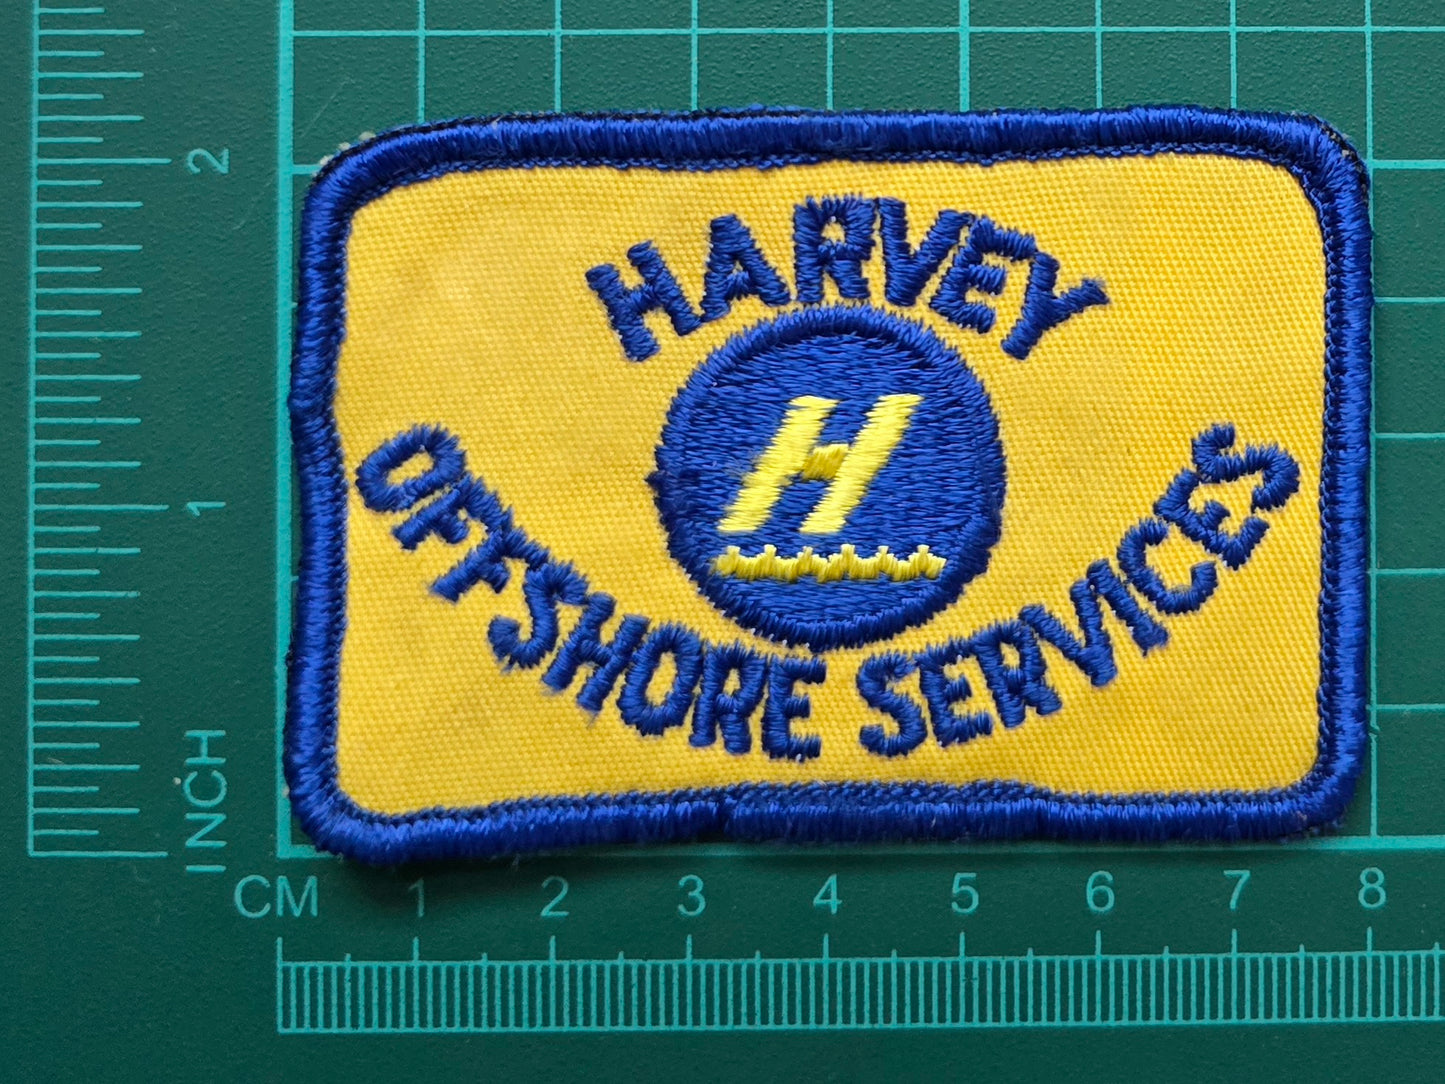 HARVEY
H
OFFSHORE SERVICES
2
1
INCH
CM 1 2 3 4 5 6 7 8